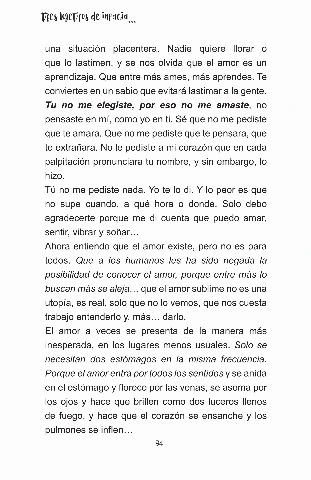 Tres hectáreas de infancia...
una situación placentera. Nadie quiere llorar o
que lo lastimen, y se nos olvida que el amor es un
aprendizaje. Que entre más ames, más aprendes. Te
conviertes en un sabio que evitará lastimar a la gente.
Tu no me elegiste, por eso no me amaste, no
pensaste en mí, como yo en ti. Sé que no me pediste
que te amara. Que no me pediste que te pensara, que
te extrañara. No le pediste a mi corazón que en cada
palpitación pronunciara tu nombre, y sin embargo, lo
hizo.
Tú no me pediste nada. Yo te lo di. Y lo peor es que
no supe cuando, a qué hora o donde. Solo debo
agradecerte porque me di cuenta que puedo amar,
sentir, vibrar y soñar...
Ahora entiendo que el amor existe, pero no es para
todos. Que a los humanos les ha sido negada la
posibilidad de conocer el amor, porque entre más lo
buscan más se aleja... que el amor sublime no es una
utopía, es real, solo que no lo vemos, que nos cuesta
trabajo entenderlo y, más... darlo.
El amor a veces se presenta de la manera más
inesperada, en los lugares menos usuales. Solo se
necesitan dos estómagos en la misma frecuencia.
Porque el amor entra por todos los sentidos y se anida
en el estómago y florece por las venas, se asoma por
los ojos y hace que brillen como dos luceros llenos
de fuego, y hace que el corazón se ensanche y los
pulmones se inflen...
94